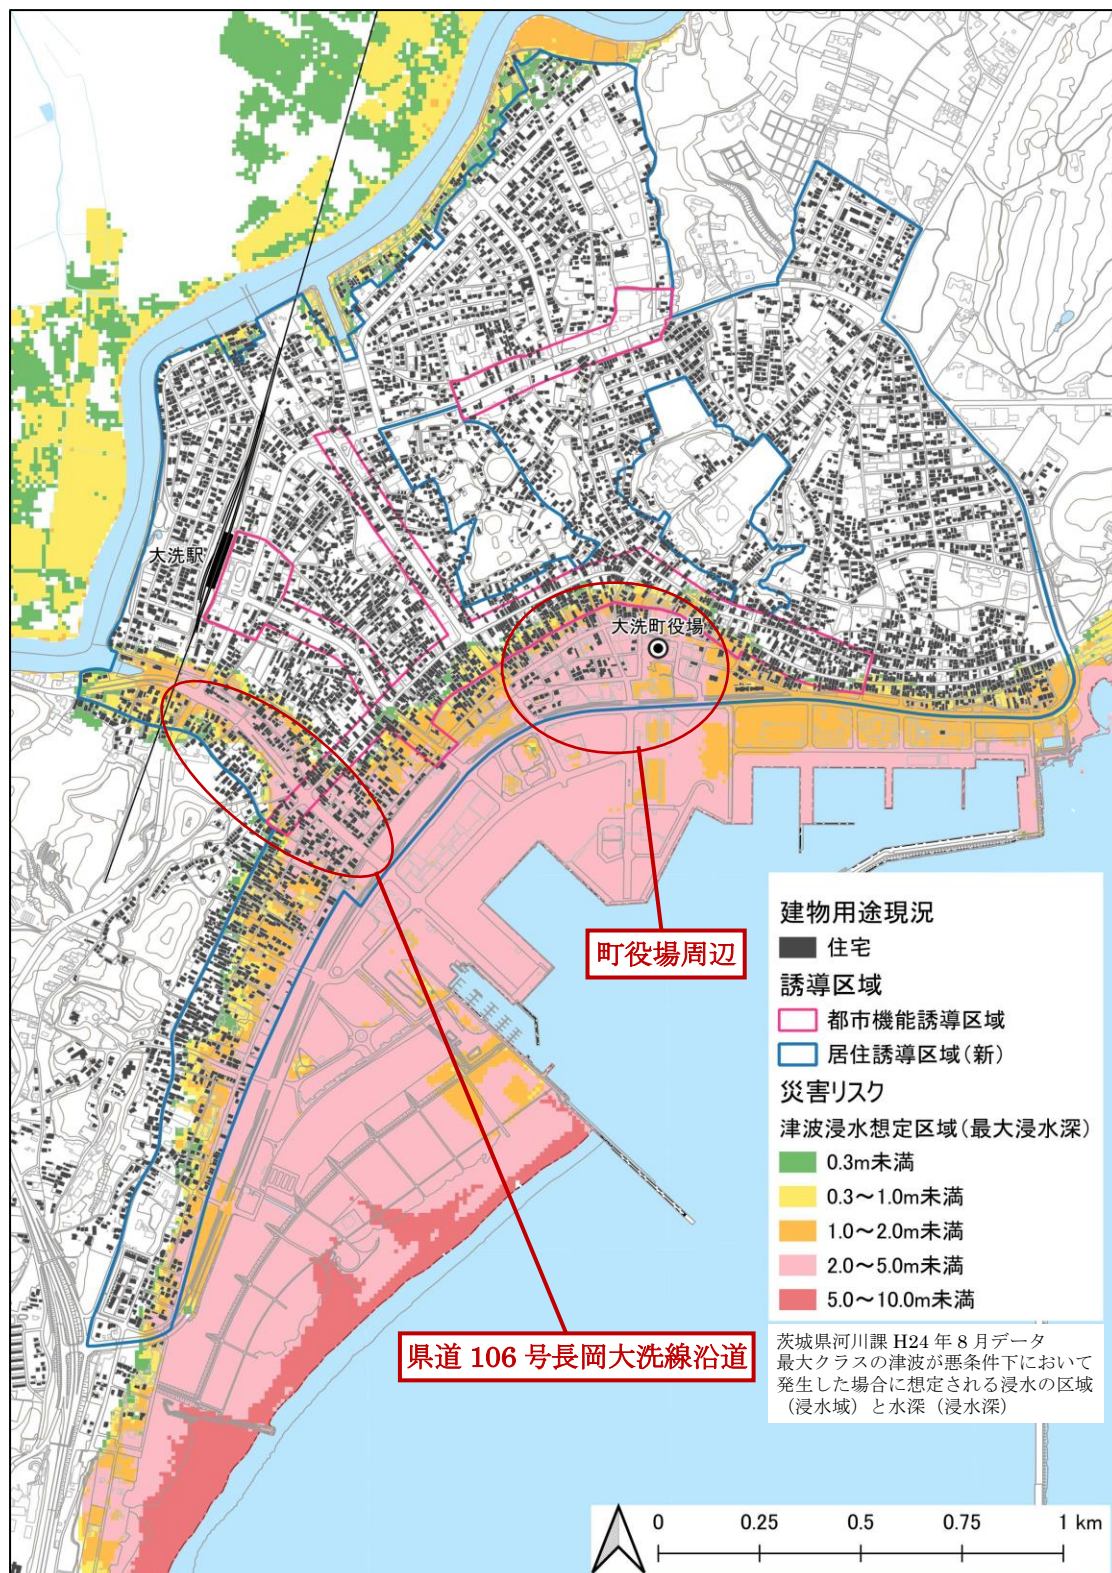 大洗駅
大洗町役場
町役場周辺
県道 106 号長岡大洗線沿道
建物用途現況
住宅
誘導区域
都市機能誘導区域
居住誘導区域(新)
災害リスク
津波浸水想定区域(最大浸水深)
0.3m未満
0.3～1.0m未満
1.0～2.0m未満
2.0～5.0m未満
5.0～10.0m未満
茨城県河川課 H24 年 8 月データ
最大クラスの津波が悪条件下において
発生した場合に想定される浸水の区域
（浸水域）と水深（浸水深）
0 0.25 0.5 0.75 1 km